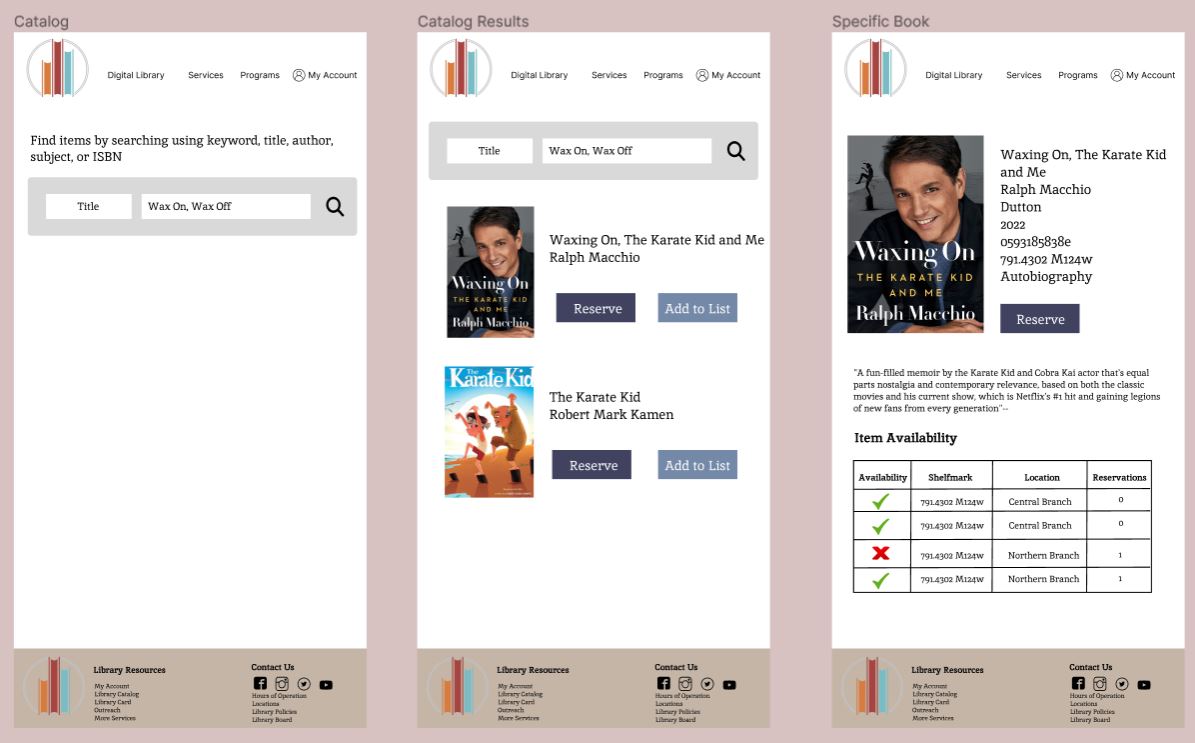 Catalog
Digital Library Services Programs My Account
Find items by searching using keyword, title, author,
subject, or ISBN
Title Wax On, Wax Off
Library Resources
My Account
Library Catalog
Library Card
Outreach
More Services
Contact Us
Hours of Operation
Locations
Library Policies
Library Board
Catalog Results
Digital Library Services Programs My Account
Title Wax On, Wax Off
Waxing On
THE KARATE KID
AND ME
Ralph Macchio
Waxing On, The Karate Kid and Me
Ralph Macchio
Reserve Add to List
The
Karate Kid
The Karate Kid
Robert Mark Kamen
Reserve Add to List
Library Resources
My Account
Library Catalog
Library Card
Outreach
More Services
Contact Us
Hours of Operation
Locations
Library Policies
Library Board
Specific Book
Digital Library Services Programs My Account
Waxing On
THE KARATE KID
AND ME
Ralph Macchio
Waxing On, The Karate Kid
and Me
Ralph Macchio
Dutton
2022
0593185838e
791.4302 M124w
Autobiography
Reserve
"A fun-filled memoir by the Karate Kid and Cobra Kai actor that's equal
parts nostalgia and contemporary relevance, based on both the classic
movies and his current show, which is Netflix's #1 hit and gaining legions
of new fans from every generation"--
Item Availability
Availability Shelfmark Location Reservations
791.4302 M124w Central Branch 0
791.4302 M124w Central Branch 0
791.4302 M124w Northern Branch 1
791.4302 M124w Northern Branch 1
Library Resources
My Account
Library Catalog
Library Card
Outreach
More Services
Contact Us
Hours of Operation
Locations
Library Policies
Library Board